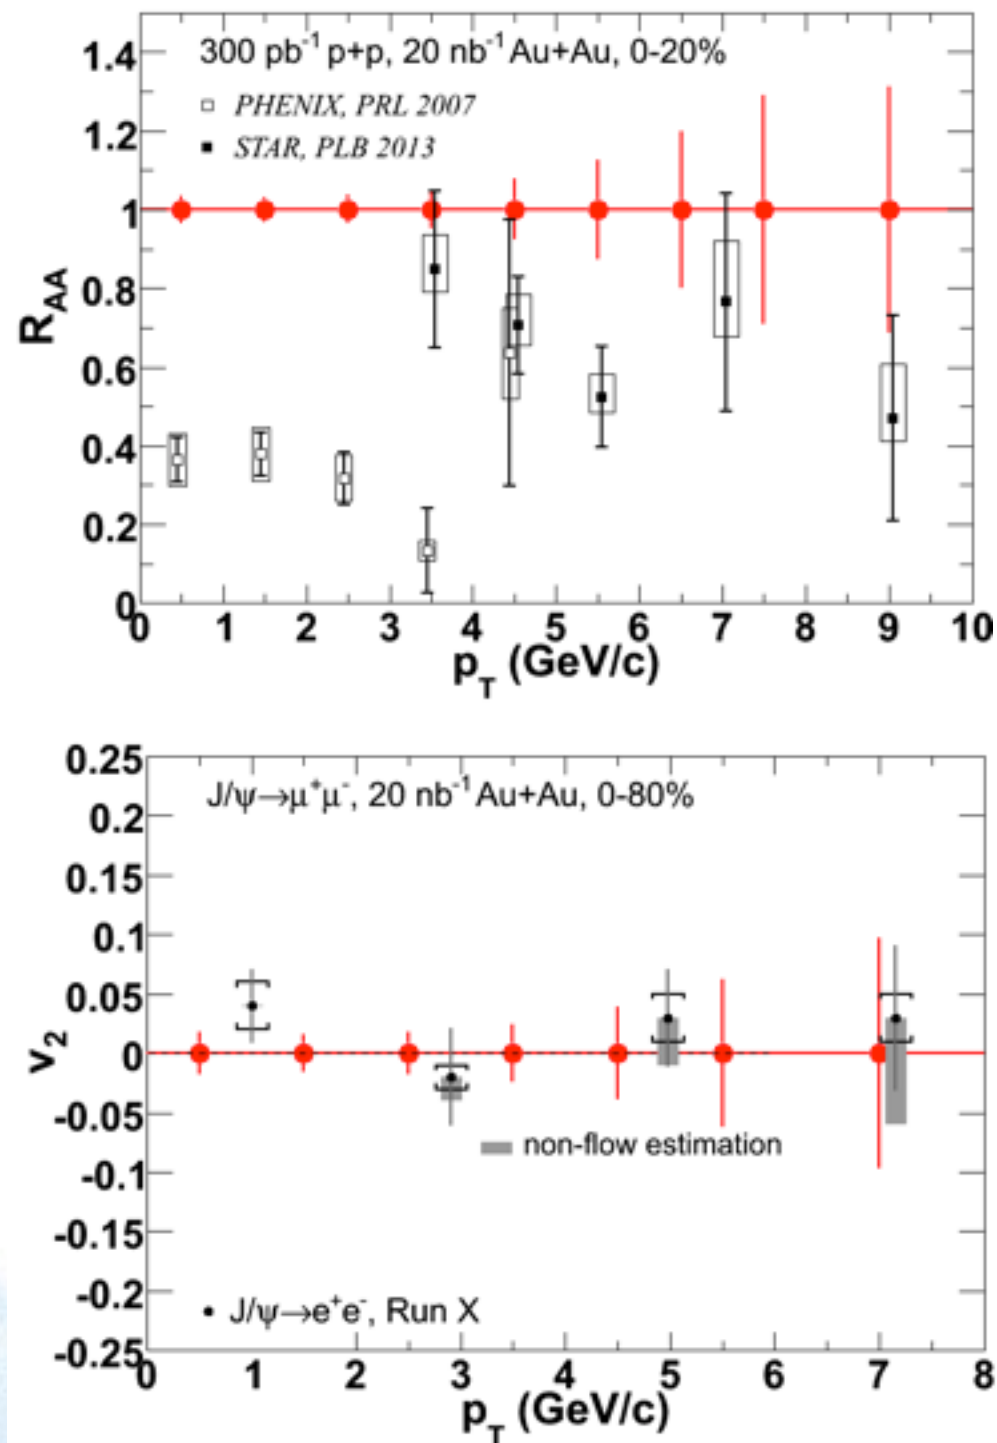 300 pb⁻¹ p+p, 20 nb⁻¹ Au+Au, 0-20%
PHENIX, PRL 2007
STAR, PLB 2013
1.4
1.2
1
0.8
0.6
0.4
0.2
0
R_AA
0 1 2 3 4 5 6 7 8 9 10
p_T (GeV/c)
J/ψ→μ⁺μ⁻, 20 nb⁻¹ Au+Au, 0-80%
0.25
0.2
0.15
0.1
0.05
0
-0.05
-0.1
-0.15
-0.2
-0.25
v₂
non-flow estimation
J/ψ→e⁺e⁻, Run X
0 1 2 3 4 5 6 7 8
p_T (GeV/c)